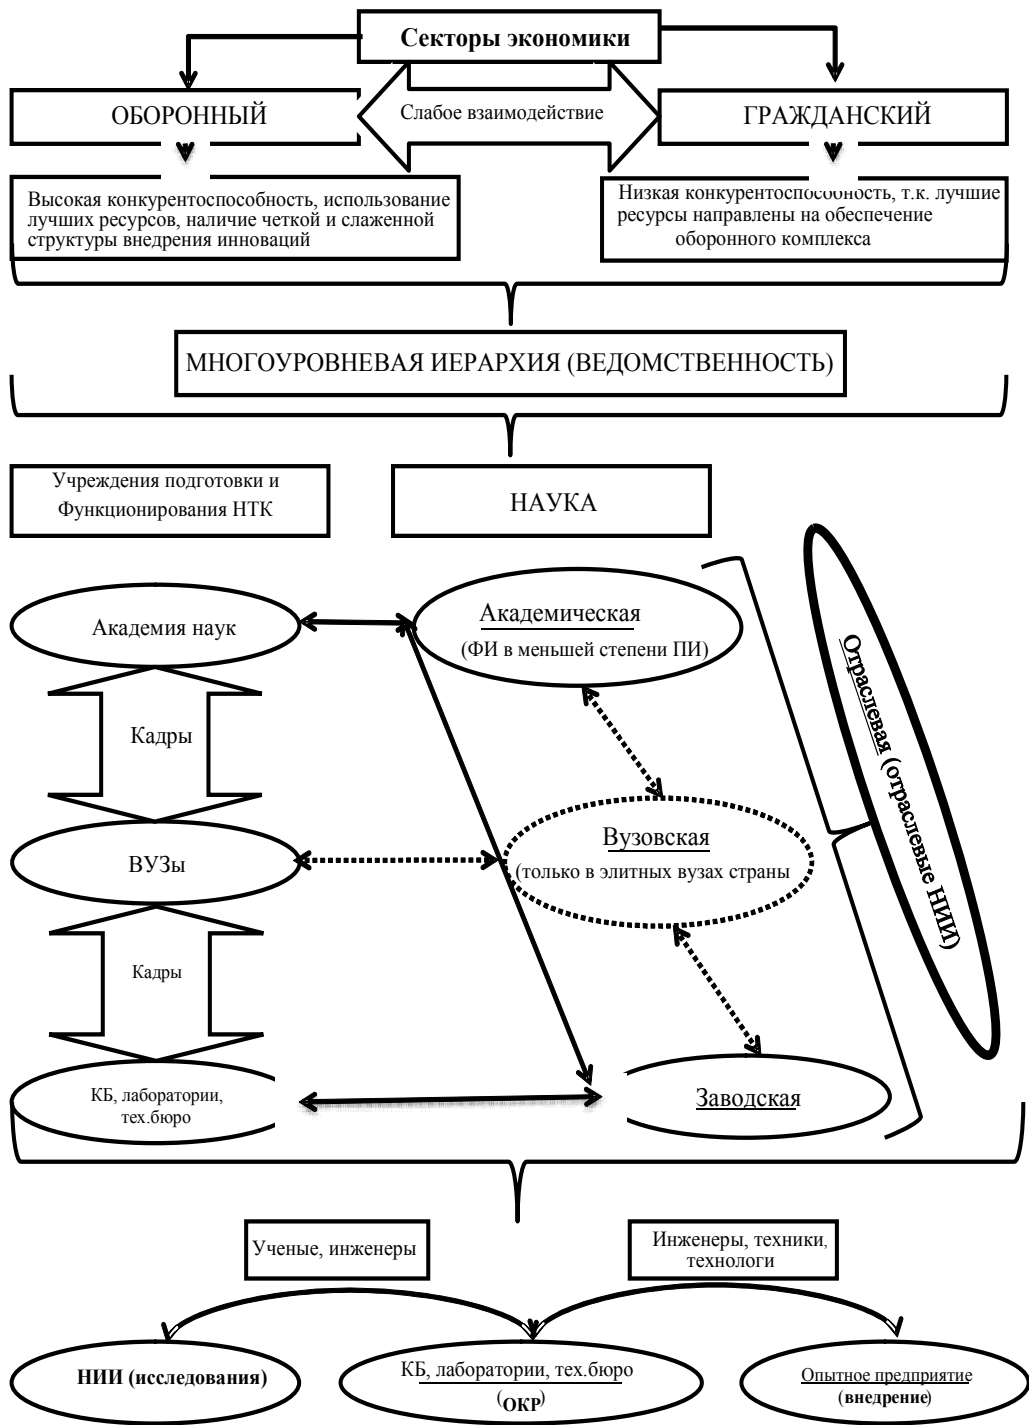 Секторы экономики
ОБОРОННЫЙ
Слабое взаимодействие
ГРАЖДАНСКИЙ
Высокая конкурентоспособность, использование
лучших ресурсов, наличие четкой и слаженной
структуры внедрения инноваций
Низкая конкурентоспособность, т.к. лучшие
ресурсы направлены на обеспечение
оборонного комплекса
МНОГОУРОВНЕВАЯ ИЕРАРХИЯ (ВЕДОМСТВЕННОСТЬ)
Учреждения подготовки и
Функционирования НТК
НАУКА
Академия наук
Академическая
(ФИ в меньшей степени ПИ)
Отраслевая (отраслевые НИИ)
Кадры
ВУЗы
Вузовская
(только в элитных вузах страны
Кадры
КБ, лаборатории,
тех.бюро
Заводская
Ученые, инженеры
Инженеры, техники,
технологи
НИИ (исследования)
КБ, лаборатории, тех.бюро
(ОКР)
Опытное предприятие
(внедрение)